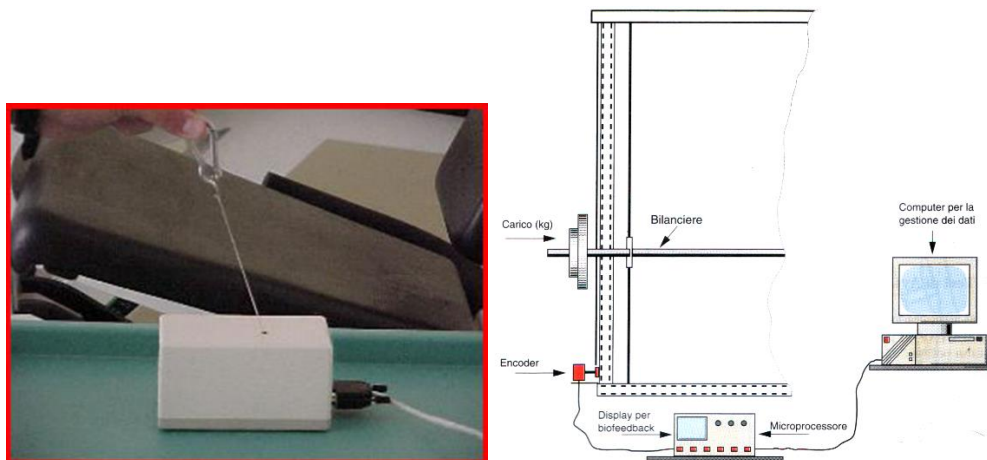 Carico (kg)
Bilanciere
Computer per la
gestione dei dati
Encoder
Display per
biofeedback
Microprocessore